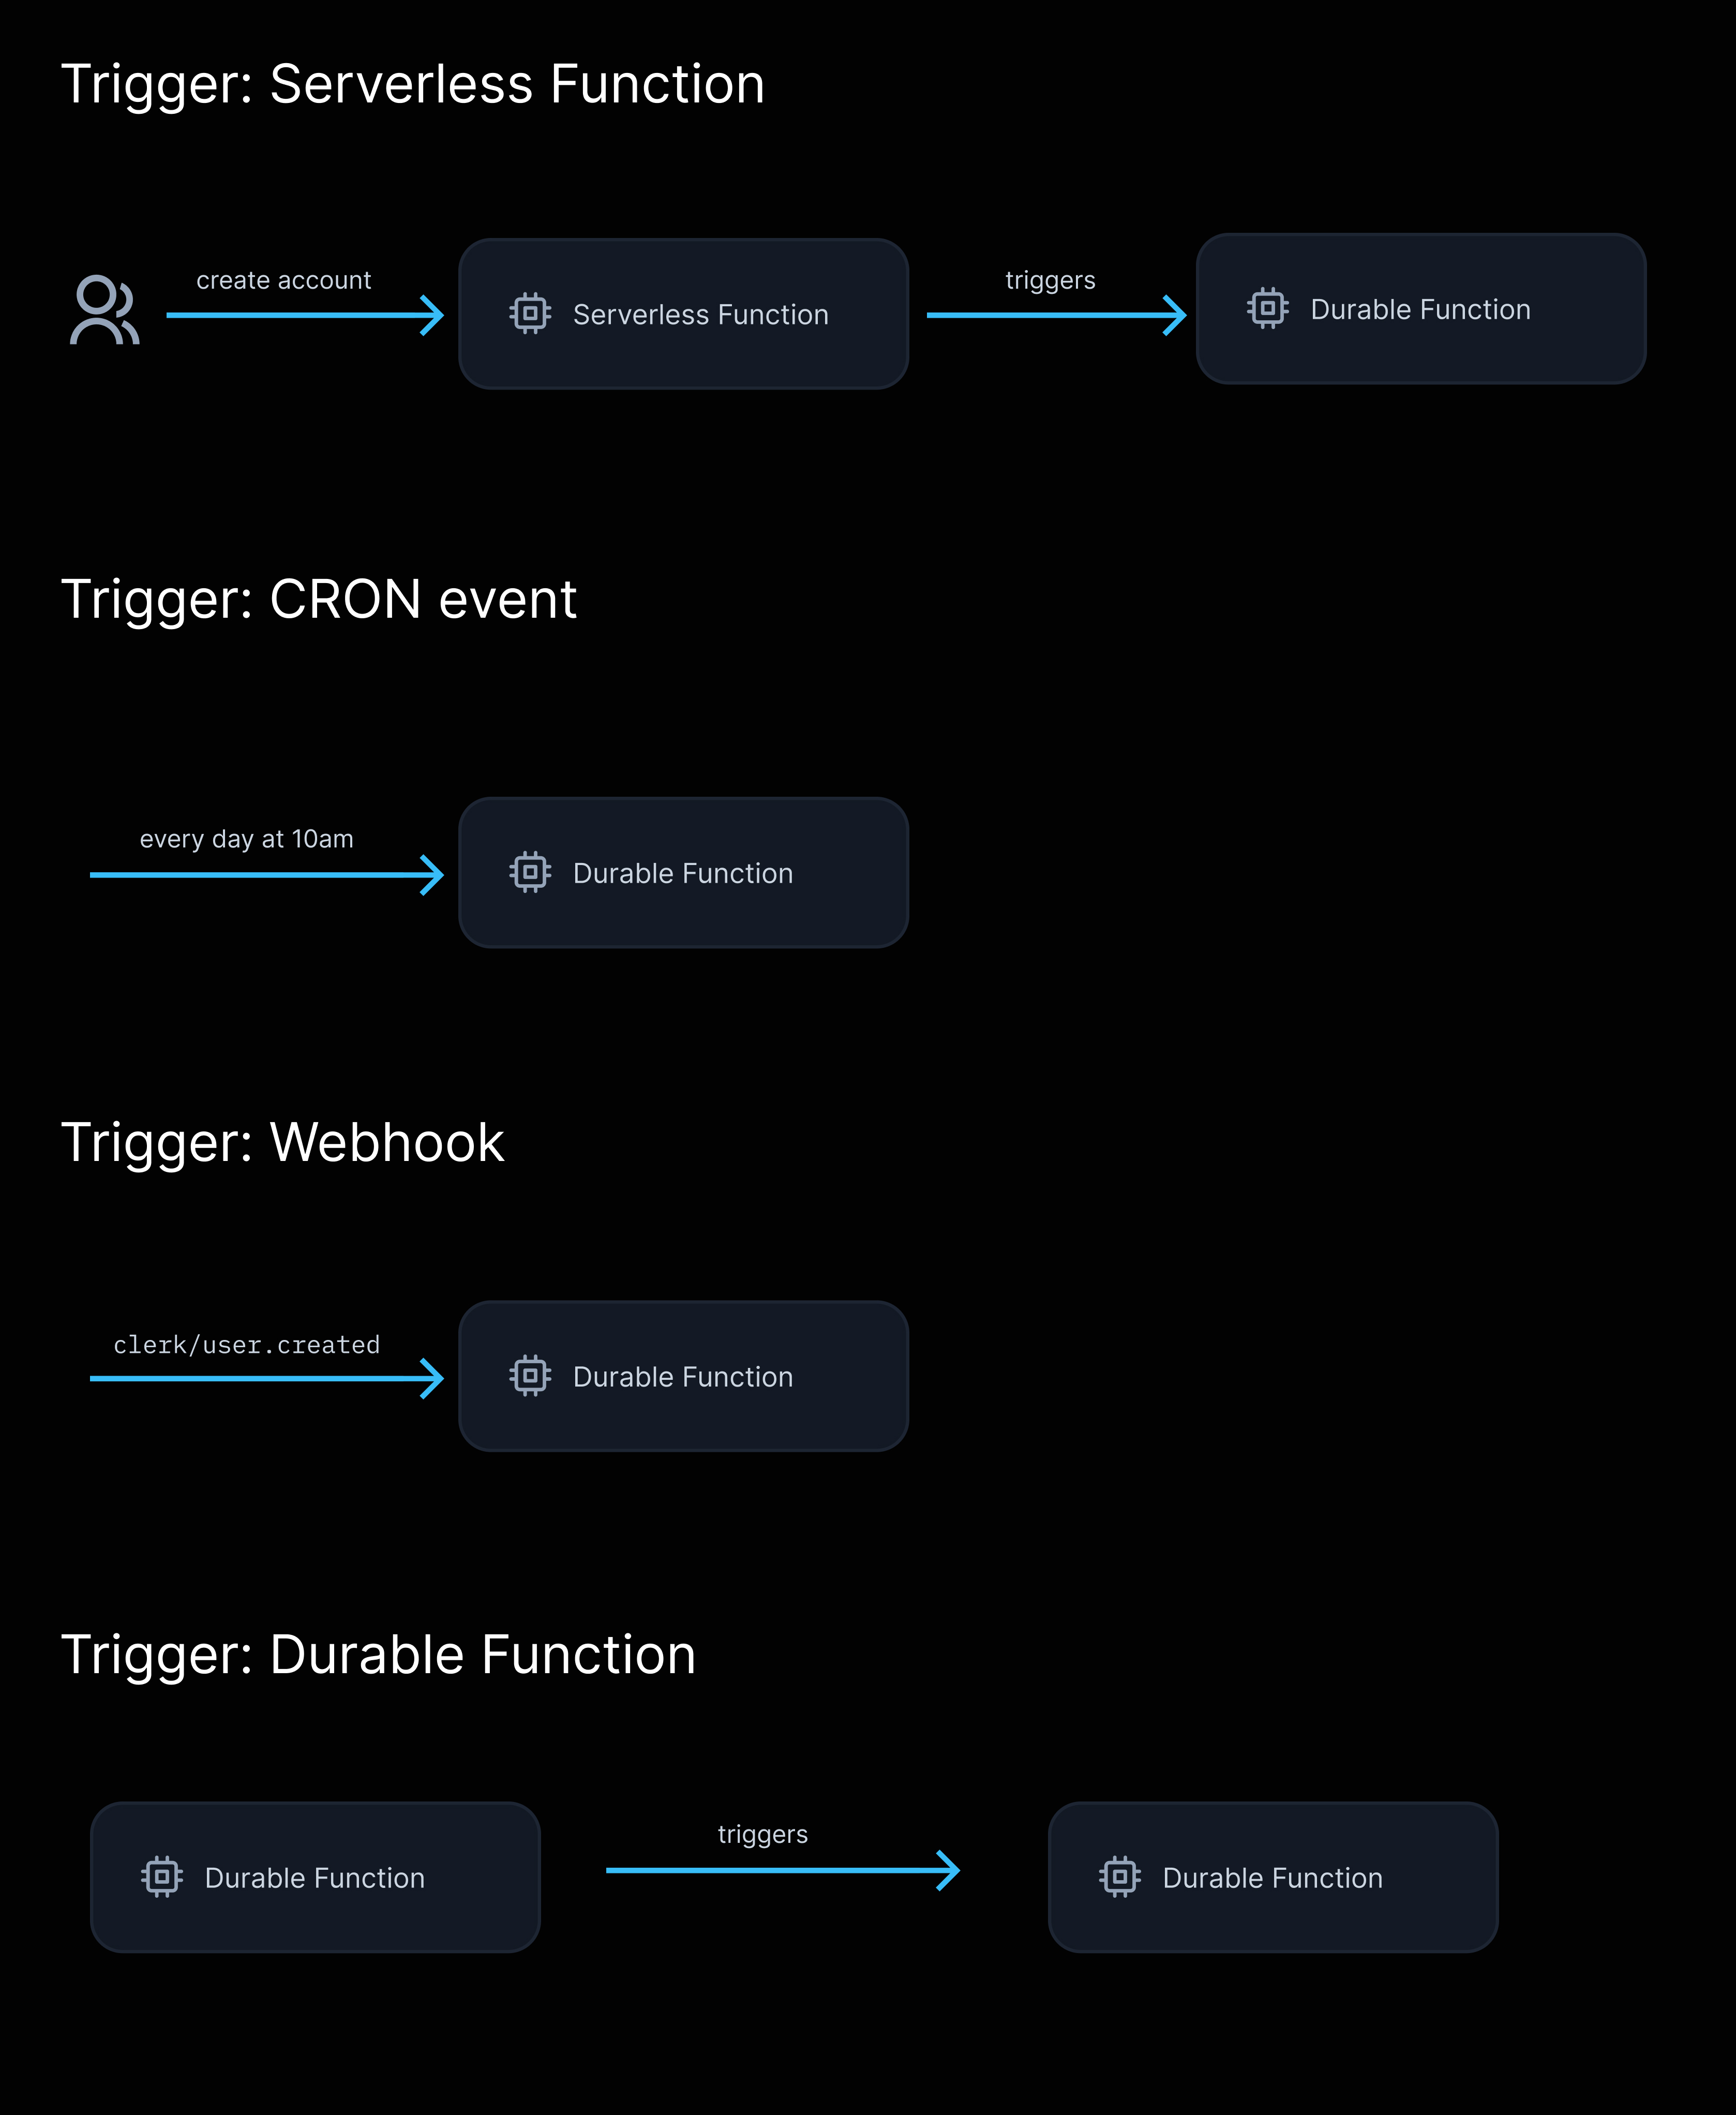 Trigger: Serverless Function
create account
Serverless Function
triggers
Durable Function
Trigger: CRON event
every day at 10am
Durable Function
Trigger: Webhook
clerk/user.created
Durable Function
Trigger: Durable Function
Durable Function
triggers
Durable Function